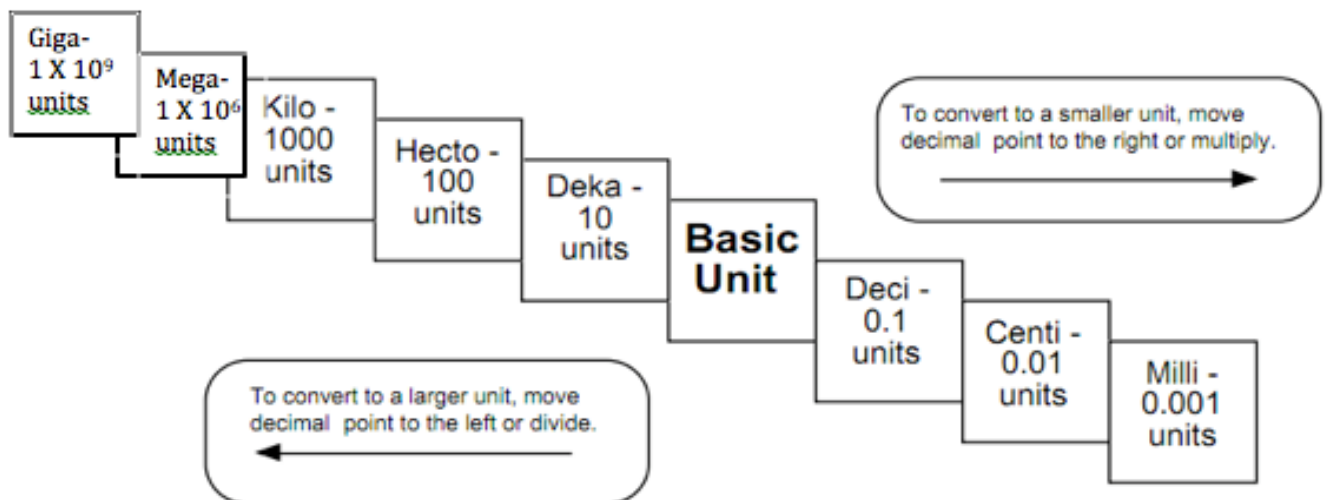 Giga-
1 X 10⁹
units
Mega-
1 X 10⁶
units
Kilo -
1000
units
Hecto -
100
units
Deka -
10
units
Basic
Unit
Deci -
0.1
units
Centi -
0.01
units
Milli -
0.001
units
To convert to a smaller unit, move
decimal  point to the right or multiply.
To convert to a larger unit, move
decimal  point to the left or divide.